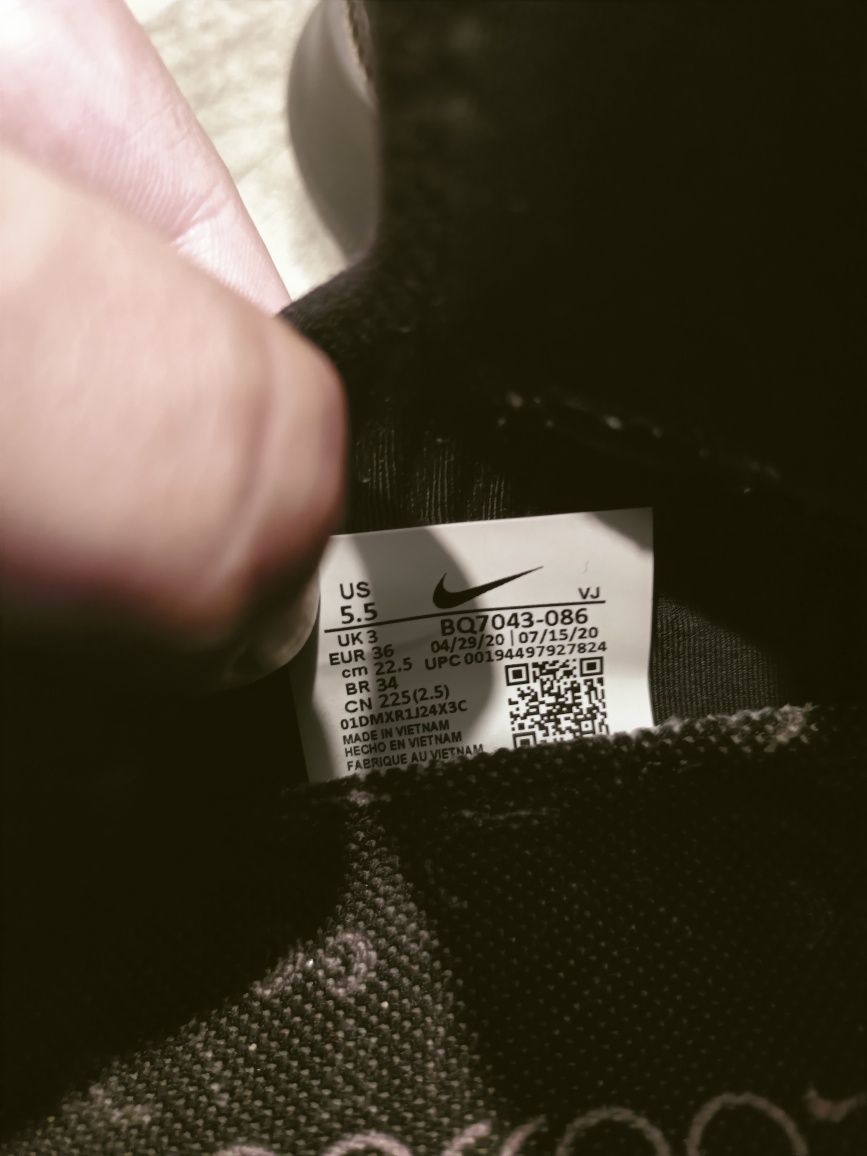 US
5.5
VJ
UK 3
EUR 36
cm 22.5
BR 34
CN 225(2.5)
01DMXR1J24X3C
MADE IN VIETNAM
HECHO EN VIETNAM
FABRIQUE AU VIETNAM
BQ7043-086
04/29/20 | 07/15/20
UPC 00194497927824